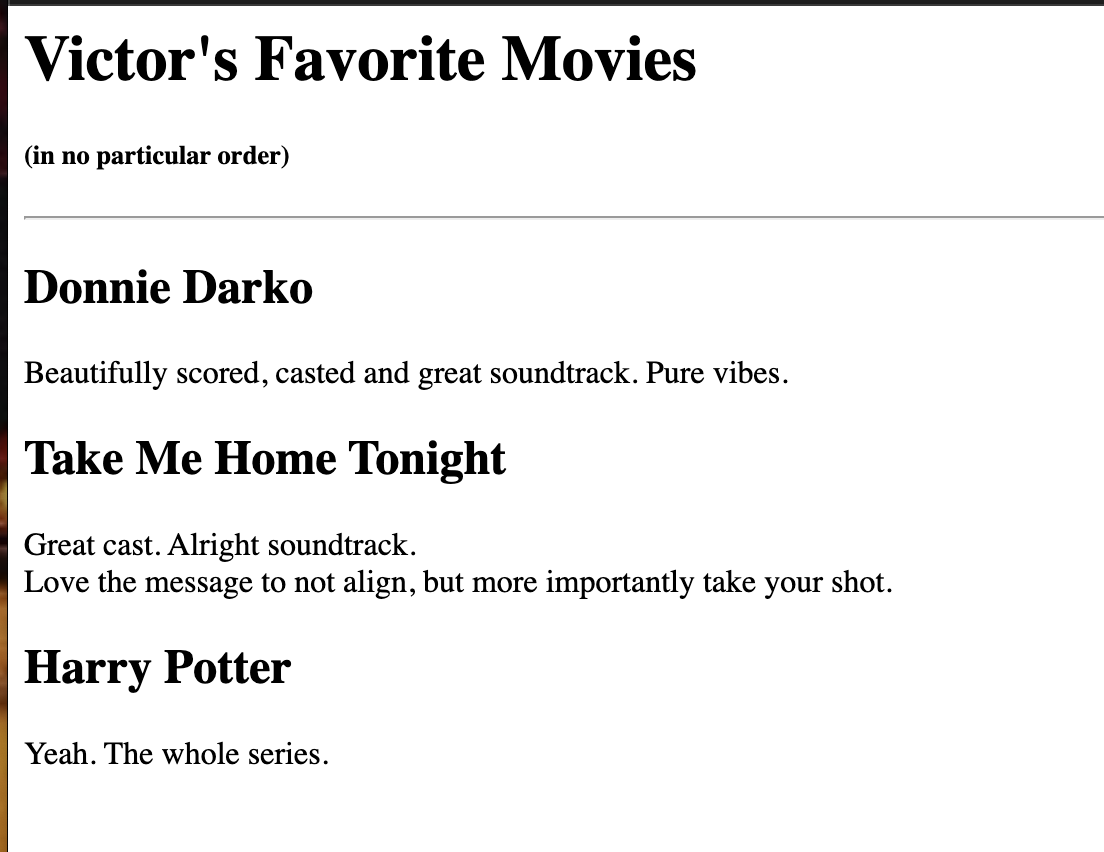 Victor's Favorite Movies
(in no particular order)
Donnie Darko
Beautifully scored, casted and great soundtrack. Pure vibes.
Take Me Home Tonight
Great cast. Alright soundtrack.
Love the message to not align, but more importantly take your shot.
Harry Potter
Yeah. The whole series.